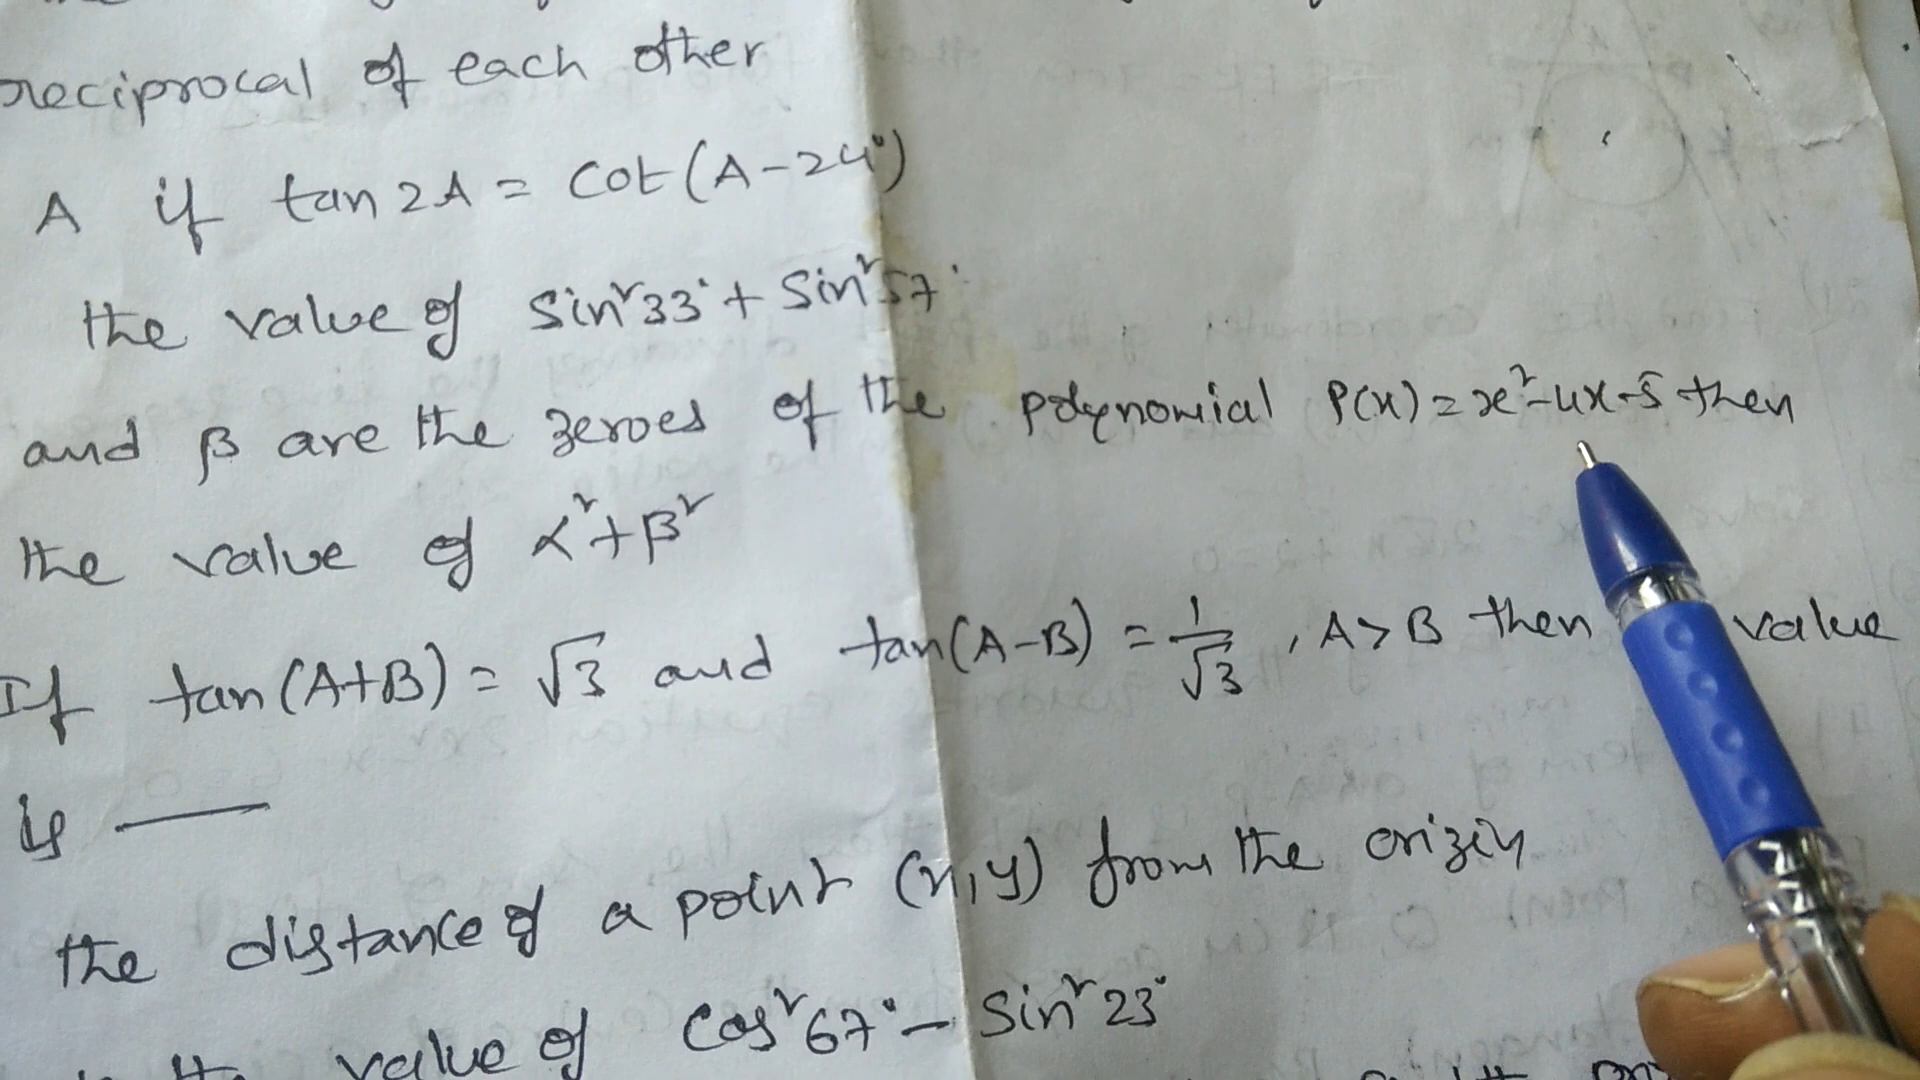 reciprocal of each other
A if tan 2A = cot (A-24°)
the value of sin²33° + sin²57°
and β are the zeroes of the polynomial P(x) = x²-4x-5 then
the value of α²+β²
If tan (A+B) = √3 and tan(A-B) = 1/√3 , A>B then value
is —
the distance of a point (x,y) from the orizin
value of cos²67° - sin²23°